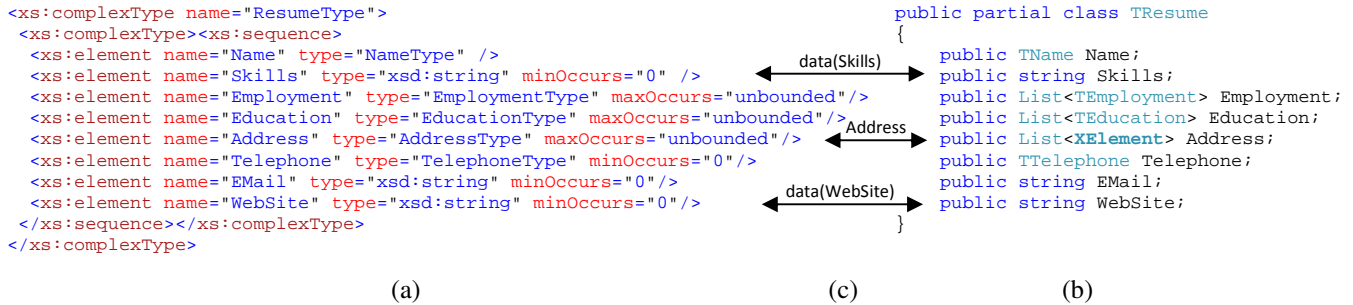 <xs:complexType name="ResumeType">
<xs:complexType><xs:sequence>
<xs:element name="Name" type="NameType" />
<xs:element name="Skills" type="xsd:string" minOccurs="0" />
<xs:element name="Employment" type="EmploymentType" maxOccurs="unbounded"/>
<xs:element name="Education" type="EducationType" maxOccurs="unbounded"/>
<xs:element name="Address" type="AddressType" maxOccurs="unbounded"/>
<xs:element name="Telephone" type="TelephoneType" minOccurs="0"/>
<xs:element name="EMail" type="xsd:string" minOccurs="0"/>
<xs:element name="WebSite" type="xsd:string" minOccurs="0"/>
</xs:sequence></xs:complexType>
</xs:complexType>
data(Skills)
Address
data(WebSite)
public partial class TResume
{
public TName Name;
public string Skills;
public List<TEmployment> Employment;
public List<TEducation> Education;
public List<XElement> Address;
public TTelephone Telephone;
public string EMail;
public string WebSite;
}
(a) (c) (b)